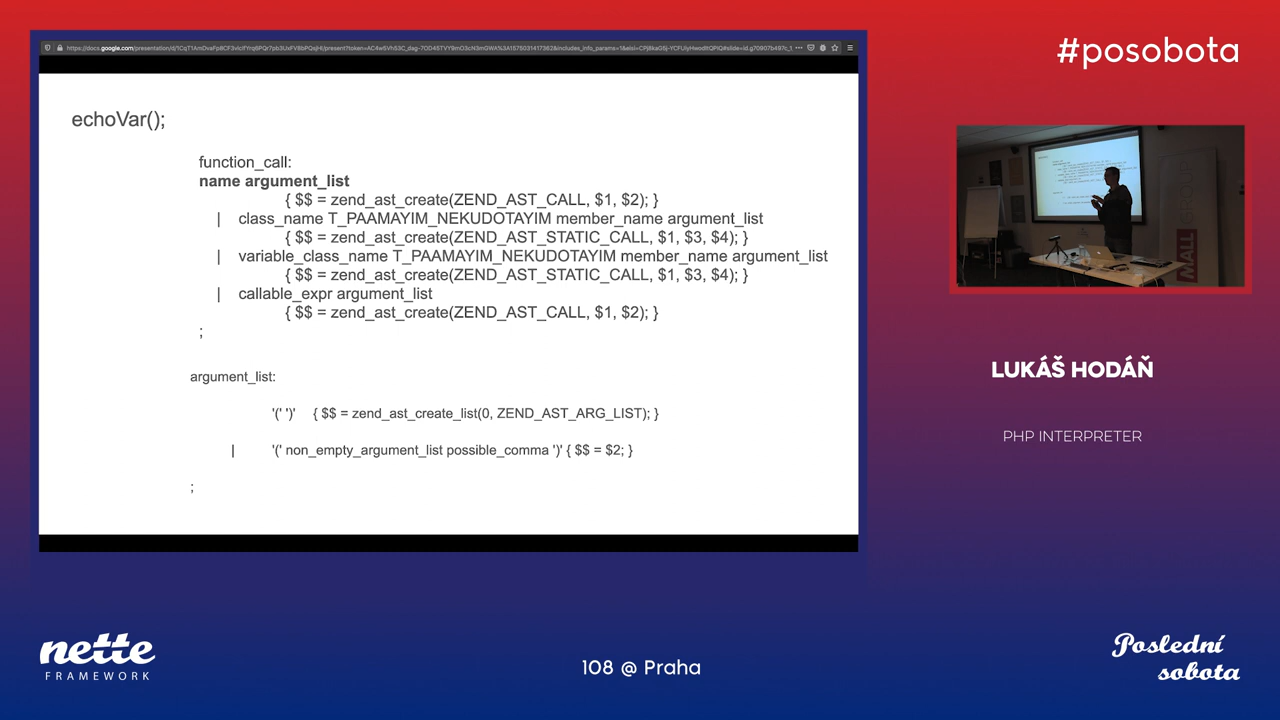 #posobota
echoVar();
function_call:
name argument_list
{ $$ = zend_ast_create(ZEND_AST_CALL, $1, $2); }
| class_name T_PAAMAYIM_NEKUDOTAYIM member_name argument_list
{ $$ = zend_ast_create(ZEND_AST_STATIC_CALL, $1, $3, $4); }
| variable_class_name T_PAAMAYIM_NEKUDOTAYIM member_name argument_list
{ $$ = zend_ast_create(ZEND_AST_STATIC_CALL, $1, $3, $4); }
| callable_expr argument_list
{ $$ = zend_ast_create(ZEND_AST_CALL, $1, $2); }
;
argument_list:
'(' ')' { $$ = zend_ast_create_list(0, ZEND_AST_ARG_LIST); }
| '(' non_empty_argument_list possible_comma ')' { $$ = $2; }
;
MALL GROUP
LUKÁŠ HODÁŇ
PHP INTERPRETER
nette
FRAMEWORK
108 @ Praha
Poslední
sobota